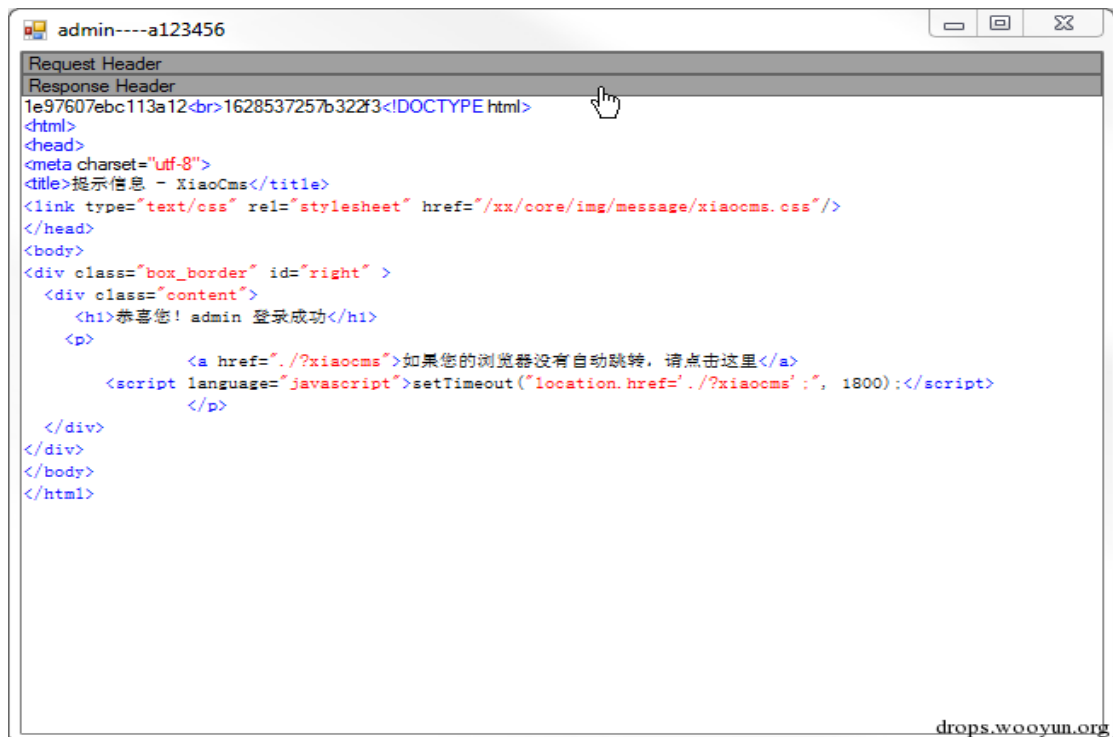 admin----a123456
Request Header
Response Header
1e97607ebc113a12<br>1628537257b322f3<!DOCTYPE html>
<html>
<head>
<meta charset="utf-8">
<title>提示信息 - XiaoCms</title>
<link type="text/css" rel="stylesheet" href="/xx/core/img/message/xiaocms.css"/>
</head>
<body>
<div class="box_border" id="right" >
<div class="content">
<h1>恭喜您! admin 登录成功</h1>
<p>
<a href="./?xiaocms">如果您的浏览器没有自动跳转，请点击这里</a>
<script language="javascript">setTimeout("location.href='./?xiaocms';", 1800);</script>
</p>
</div>
</div>
</body>
</html>
drops.wooyun.org